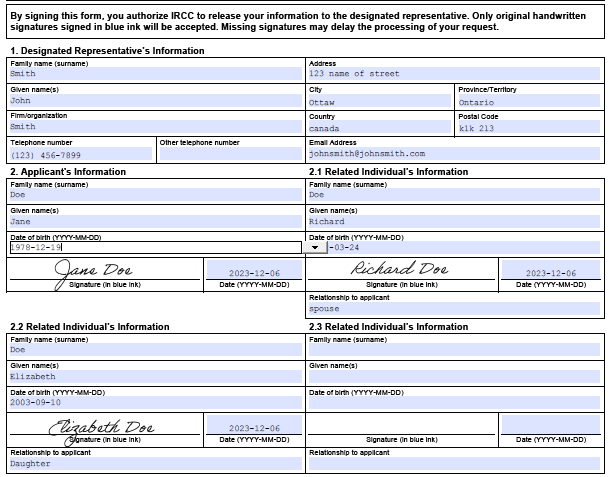 By signing this form, you authorize IRCC to release your information to the designated representative. Only original handwritten
signatures signed in blue ink will be accepted. Missing signatures may delay the processing of your request.
1. Designated Representative's Information
Family name (surname)
Smith
Address
123 name of street
Given name(s)
John
City
Ottaw
Province/Territory
Ontario
Firm/organization
Smith
Country
canada
Postal Code
k1k 2l3
Telephone number
(123) 456-7899
Other telephone number
Email Address
johnsmith@johnsmith.com
2. Applicant's Information
2.1 Related Individual's Information
Family name (surname)
Doe
Family name (surname)
Doe
Given name(s)
Jane
Given name(s)
Richard
Date of birth (YYYY-MM-DD)
1978-12-19
Date of birth (YYYY-MM-DD)
-03-24
Jane Doe
2023-12-06
Signature (in blue ink)
Date (YYYY-MM-DD)
Richard Doe
2023-12-06
Signature (in blue ink)
Date (YYYY-MM-DD)
Relationship to applicant
spouse
2.2 Related Individual's Information
2.3 Related Individual's Information
Family name (surname)
Doe
Family name (surname)
Given name(s)
Elizabeth
Given name(s)
Date of birth (YYYY-MM-DD)
2003-09-10
Date of birth (YYYY-MM-DD)
Elizabeth Doe
2023-12-06
Signature (in blue ink)
Date (YYYY-MM-DD)
Signature (in blue ink)
Date (YYYY-MM-DD)
Relationship to applicant
Daughter
Relationship to applicant